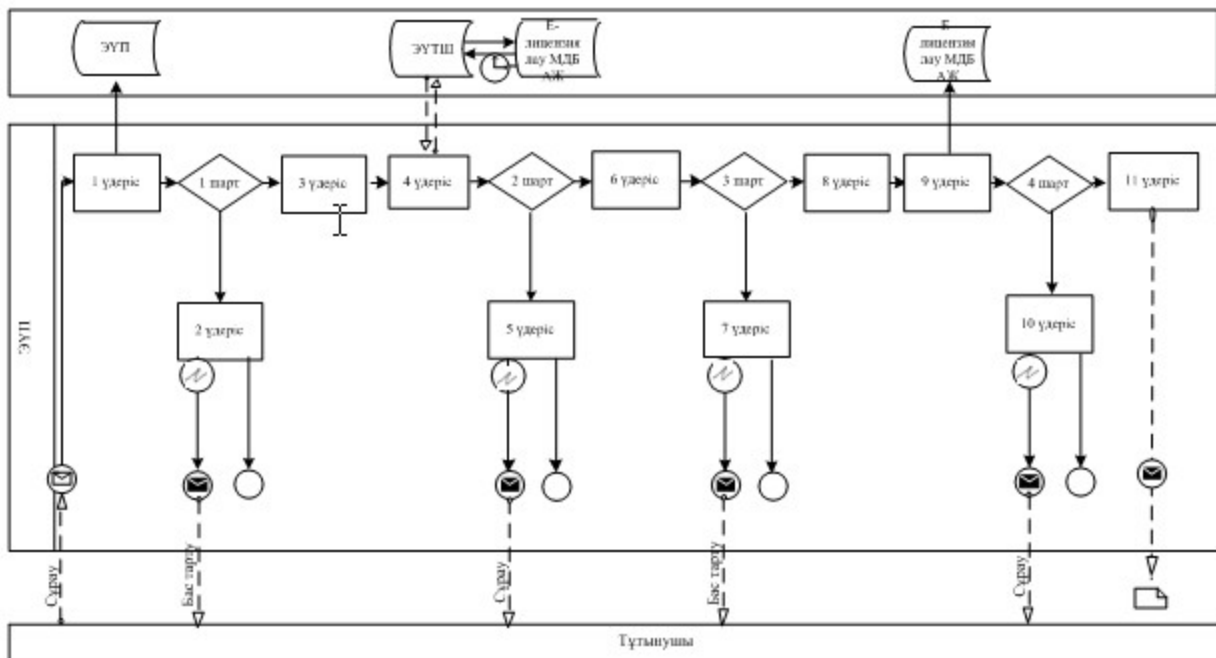 ЭҮП
ЭҮТШ
Е-
лицензия
лау МДБ
АЖ
Е
лицензия
лау МДБ
АЖ
ЭҮП
1 үдеріс
1 шарт
3 үдеріс
4 үдеріс
2 шарт
6 үдеріс
3 шарт
8 үдеріс
9 үдеріс
4 шарт
11 үдеріс
2 үдеріс
5 үдеріс
7 үдеріс
10 үдеріс
Сұрау
Бас тарту
Сұрау
Бас тарту
Сұрау
Тұтынушы